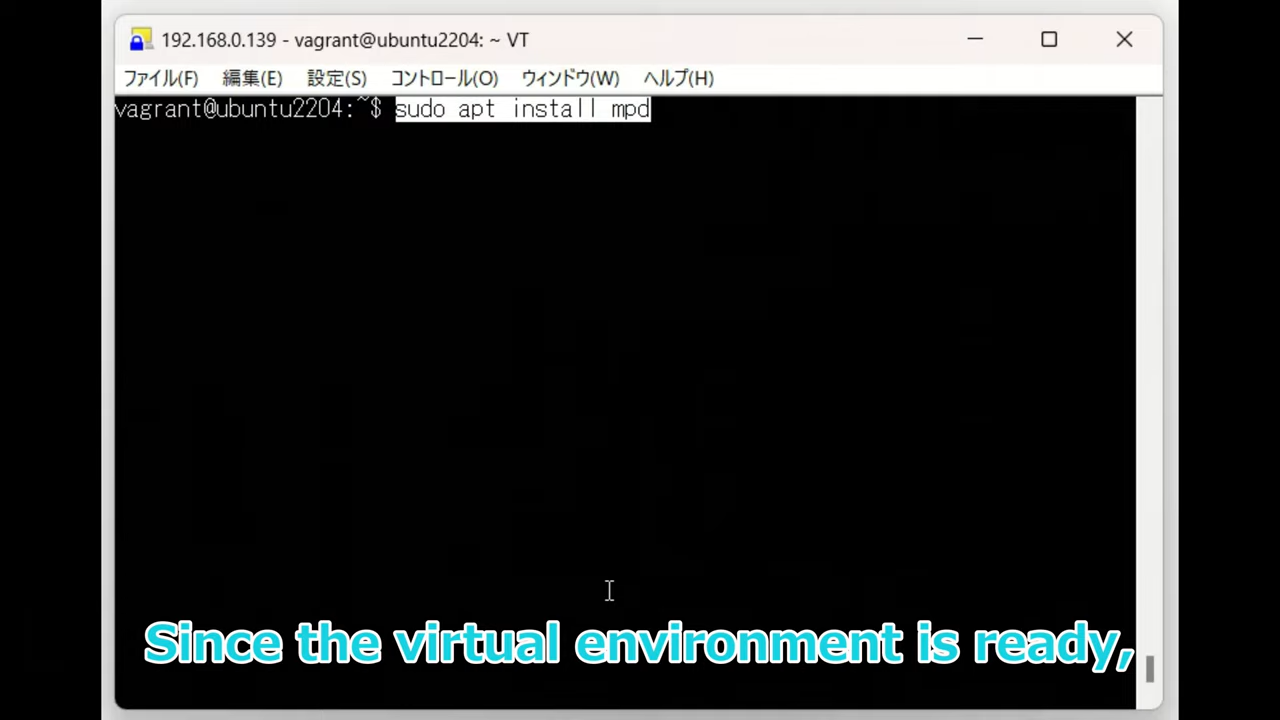 192.168.0.139 - vagrant@ubuntu2204: ~ VT
ファイル(F) 編集(E) 設定(S) コントロール(O) ウィンドウ(W) ヘルプ(H)
vagrant@ubuntu2204:~$ sudo apt install mpd
Since the virtual environment is ready,